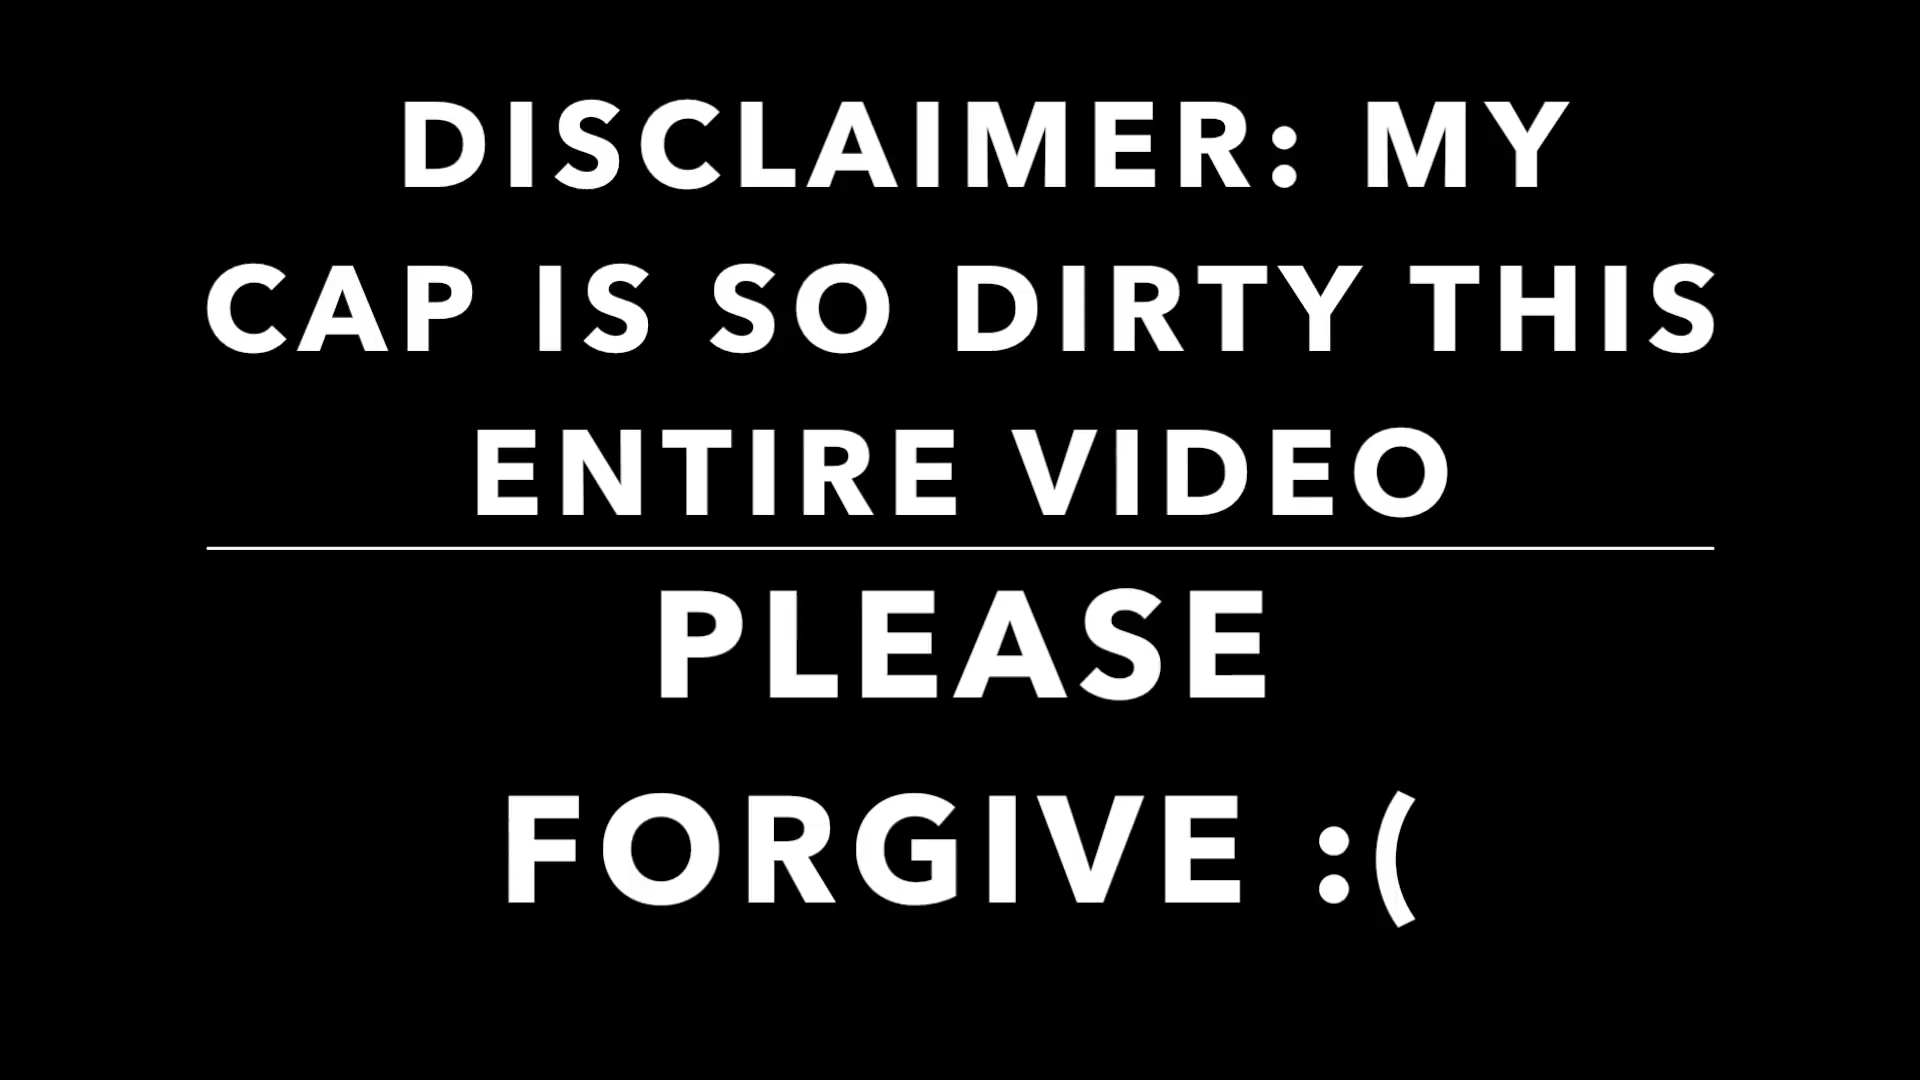 DISCLAIMER: MY
CAP IS SO DIRTY THIS
ENTIRE VIDEO
PLEASE
FORGIVE :(